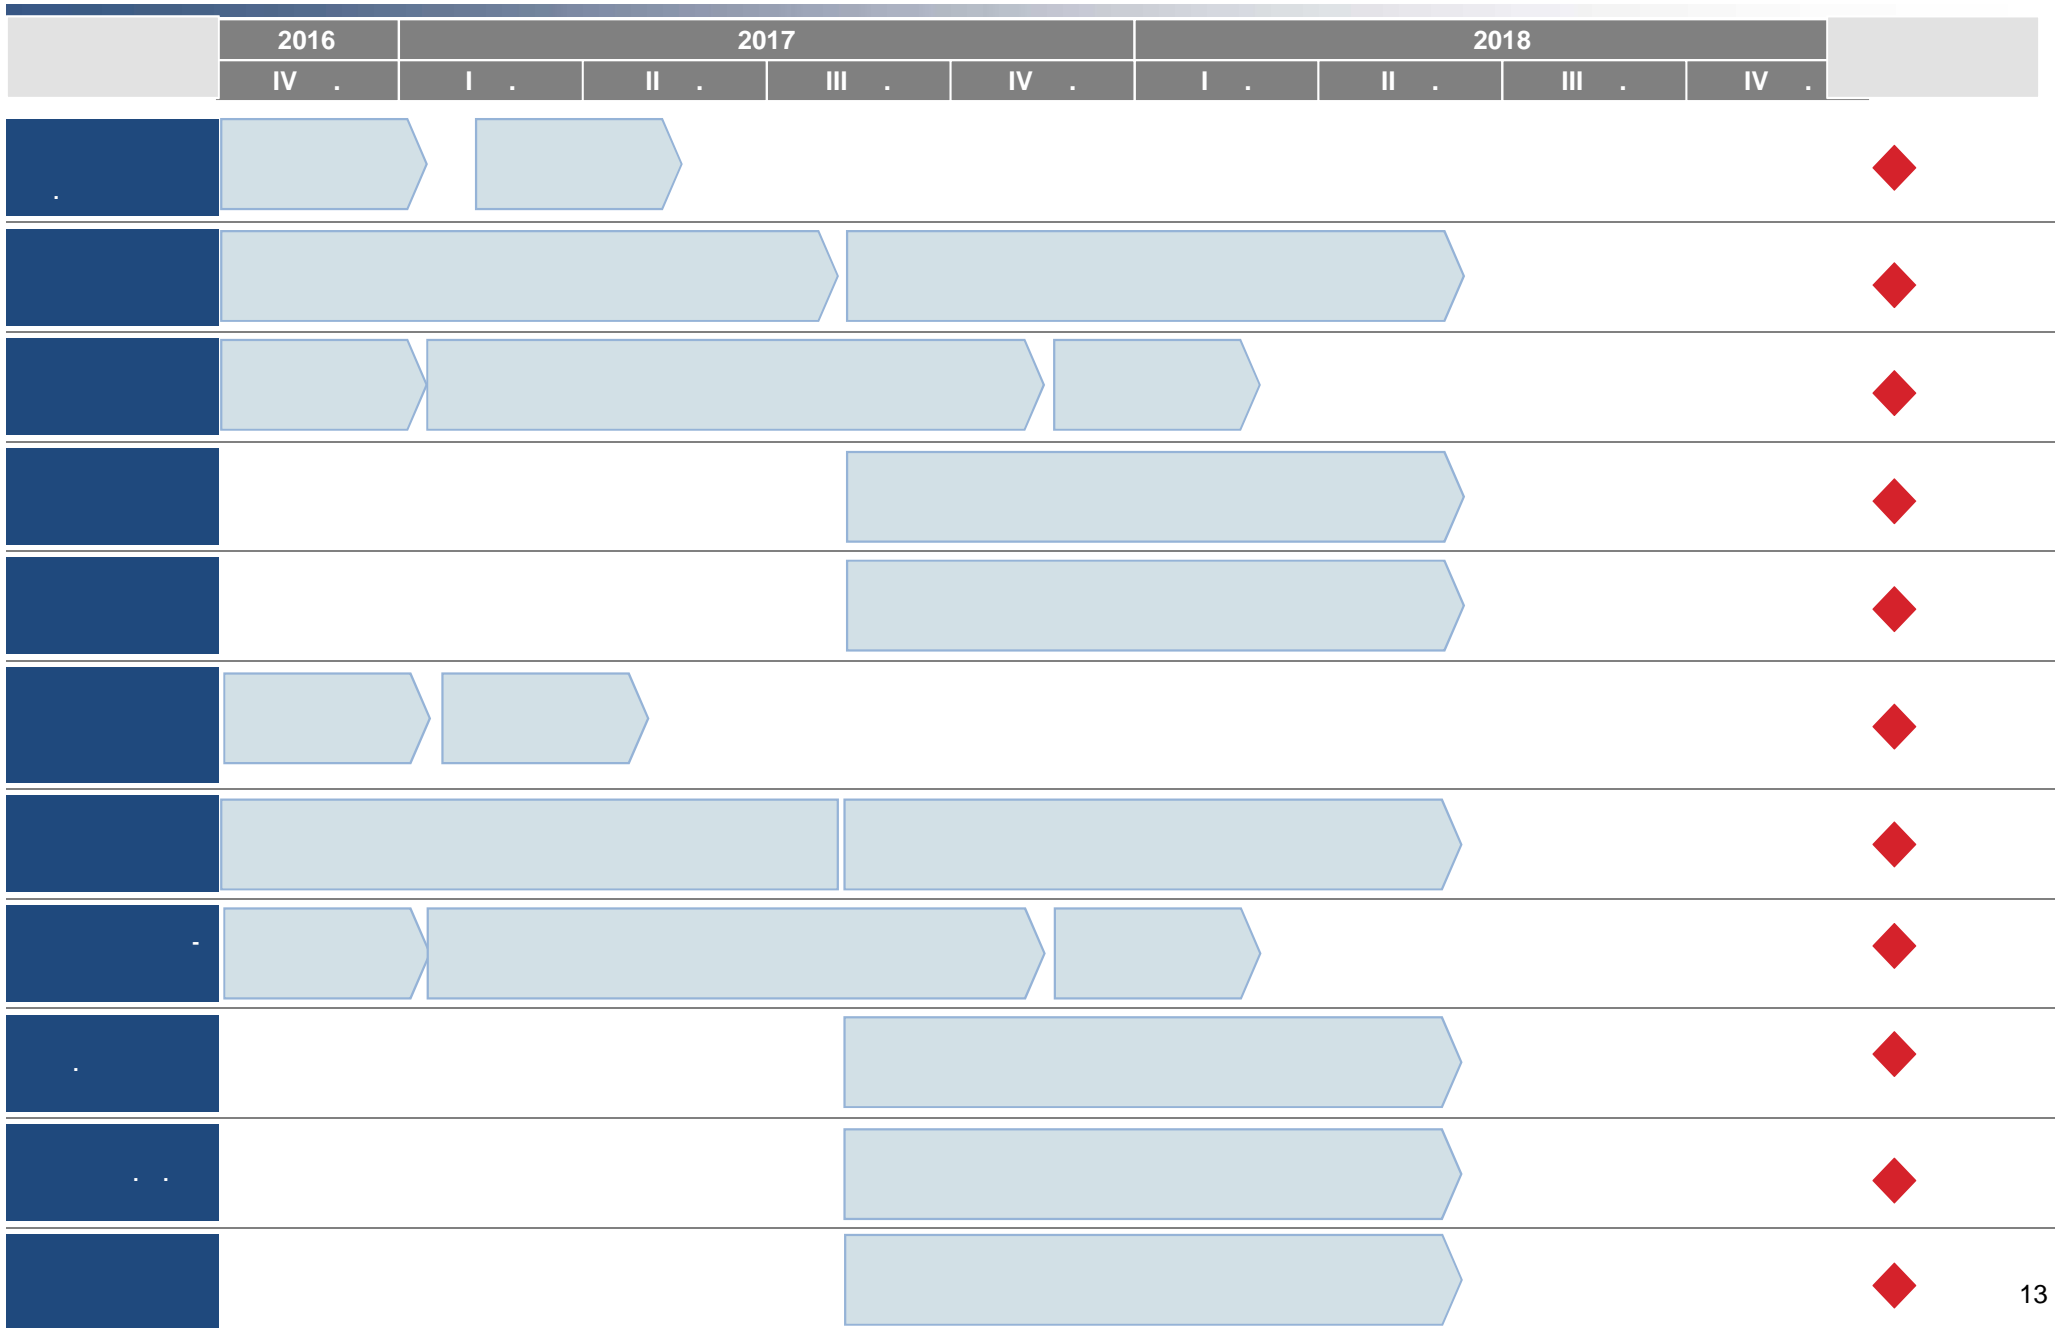 2016 2017 2018
IV . I . II . III . IV . I . II . III . IV .
.
-
.
. .
13